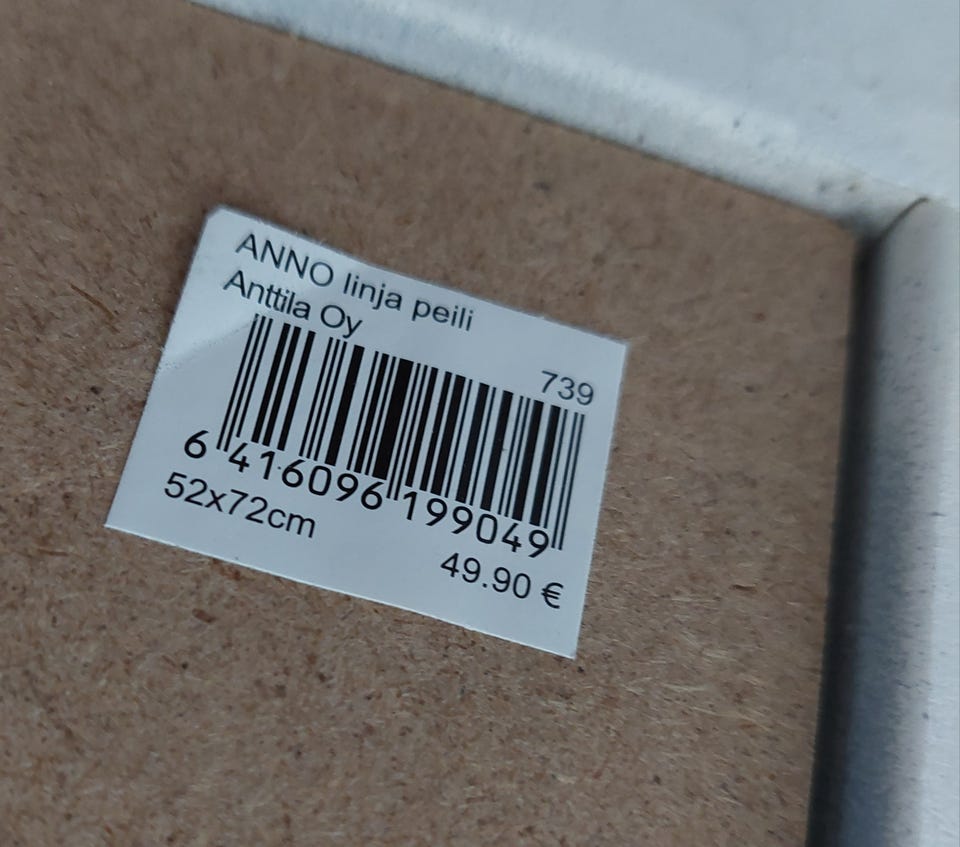 ANNO linja peili
Anttila Oy
739
6 416096 199049
52x72cm
49.90 €